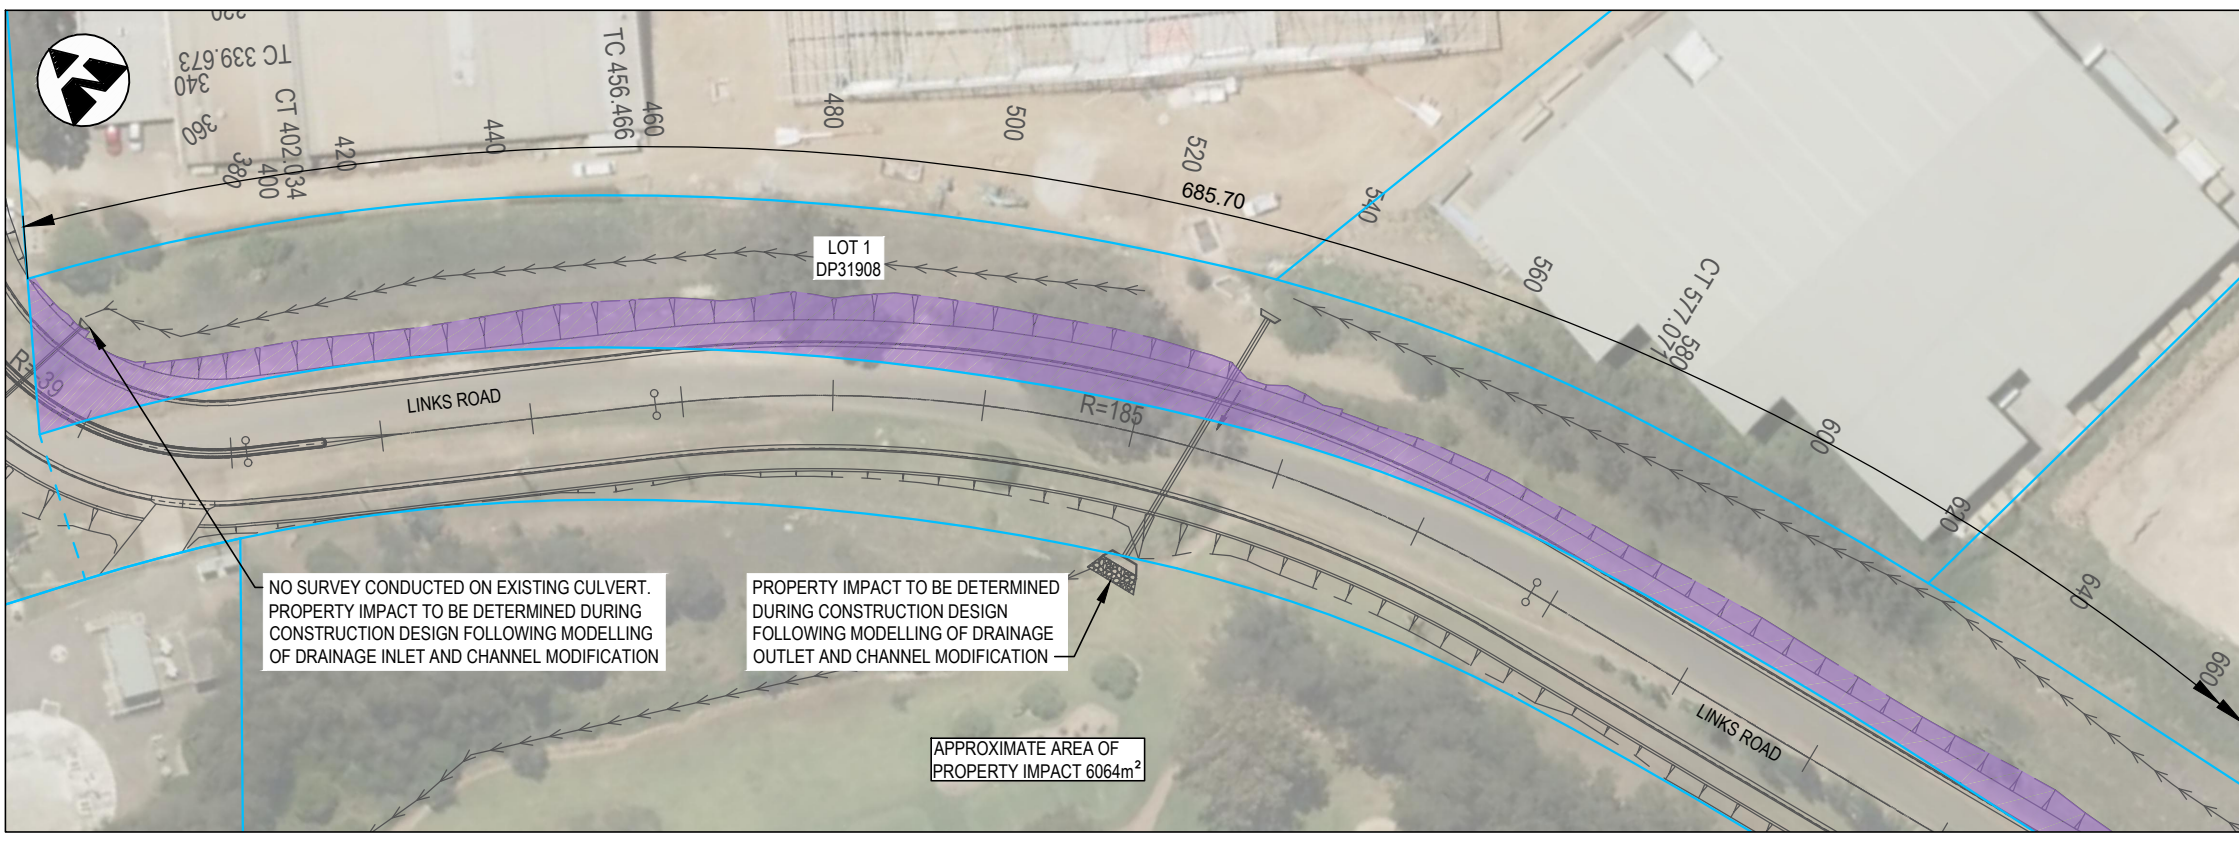 320
TC 339.673
340
360
380
400
CT 402.034
420
440
TC 456.466
460
480
500
520
685.70
540
560
CT 577.071
580
600
620
640
660
LOT 1
DP31908
R=-39
LINKS ROAD
R=185
LINKS ROAD
NO SURVEY CONDUCTED ON EXISTING CULVERT.
PROPERTY IMPACT TO BE DETERMINED DURING
CONSTRUCTION DESIGN FOLLOWING MODELLING
OF DRAINAGE INLET AND CHANNEL MODIFICATION
PROPERTY IMPACT TO BE DETERMINED
DURING CONSTRUCTION DESIGN
FOLLOWING MODELLING OF DRAINAGE
OUTLET AND CHANNEL MODIFICATION
APPROXIMATE AREA OF
PROPERTY IMPACT 6064m²